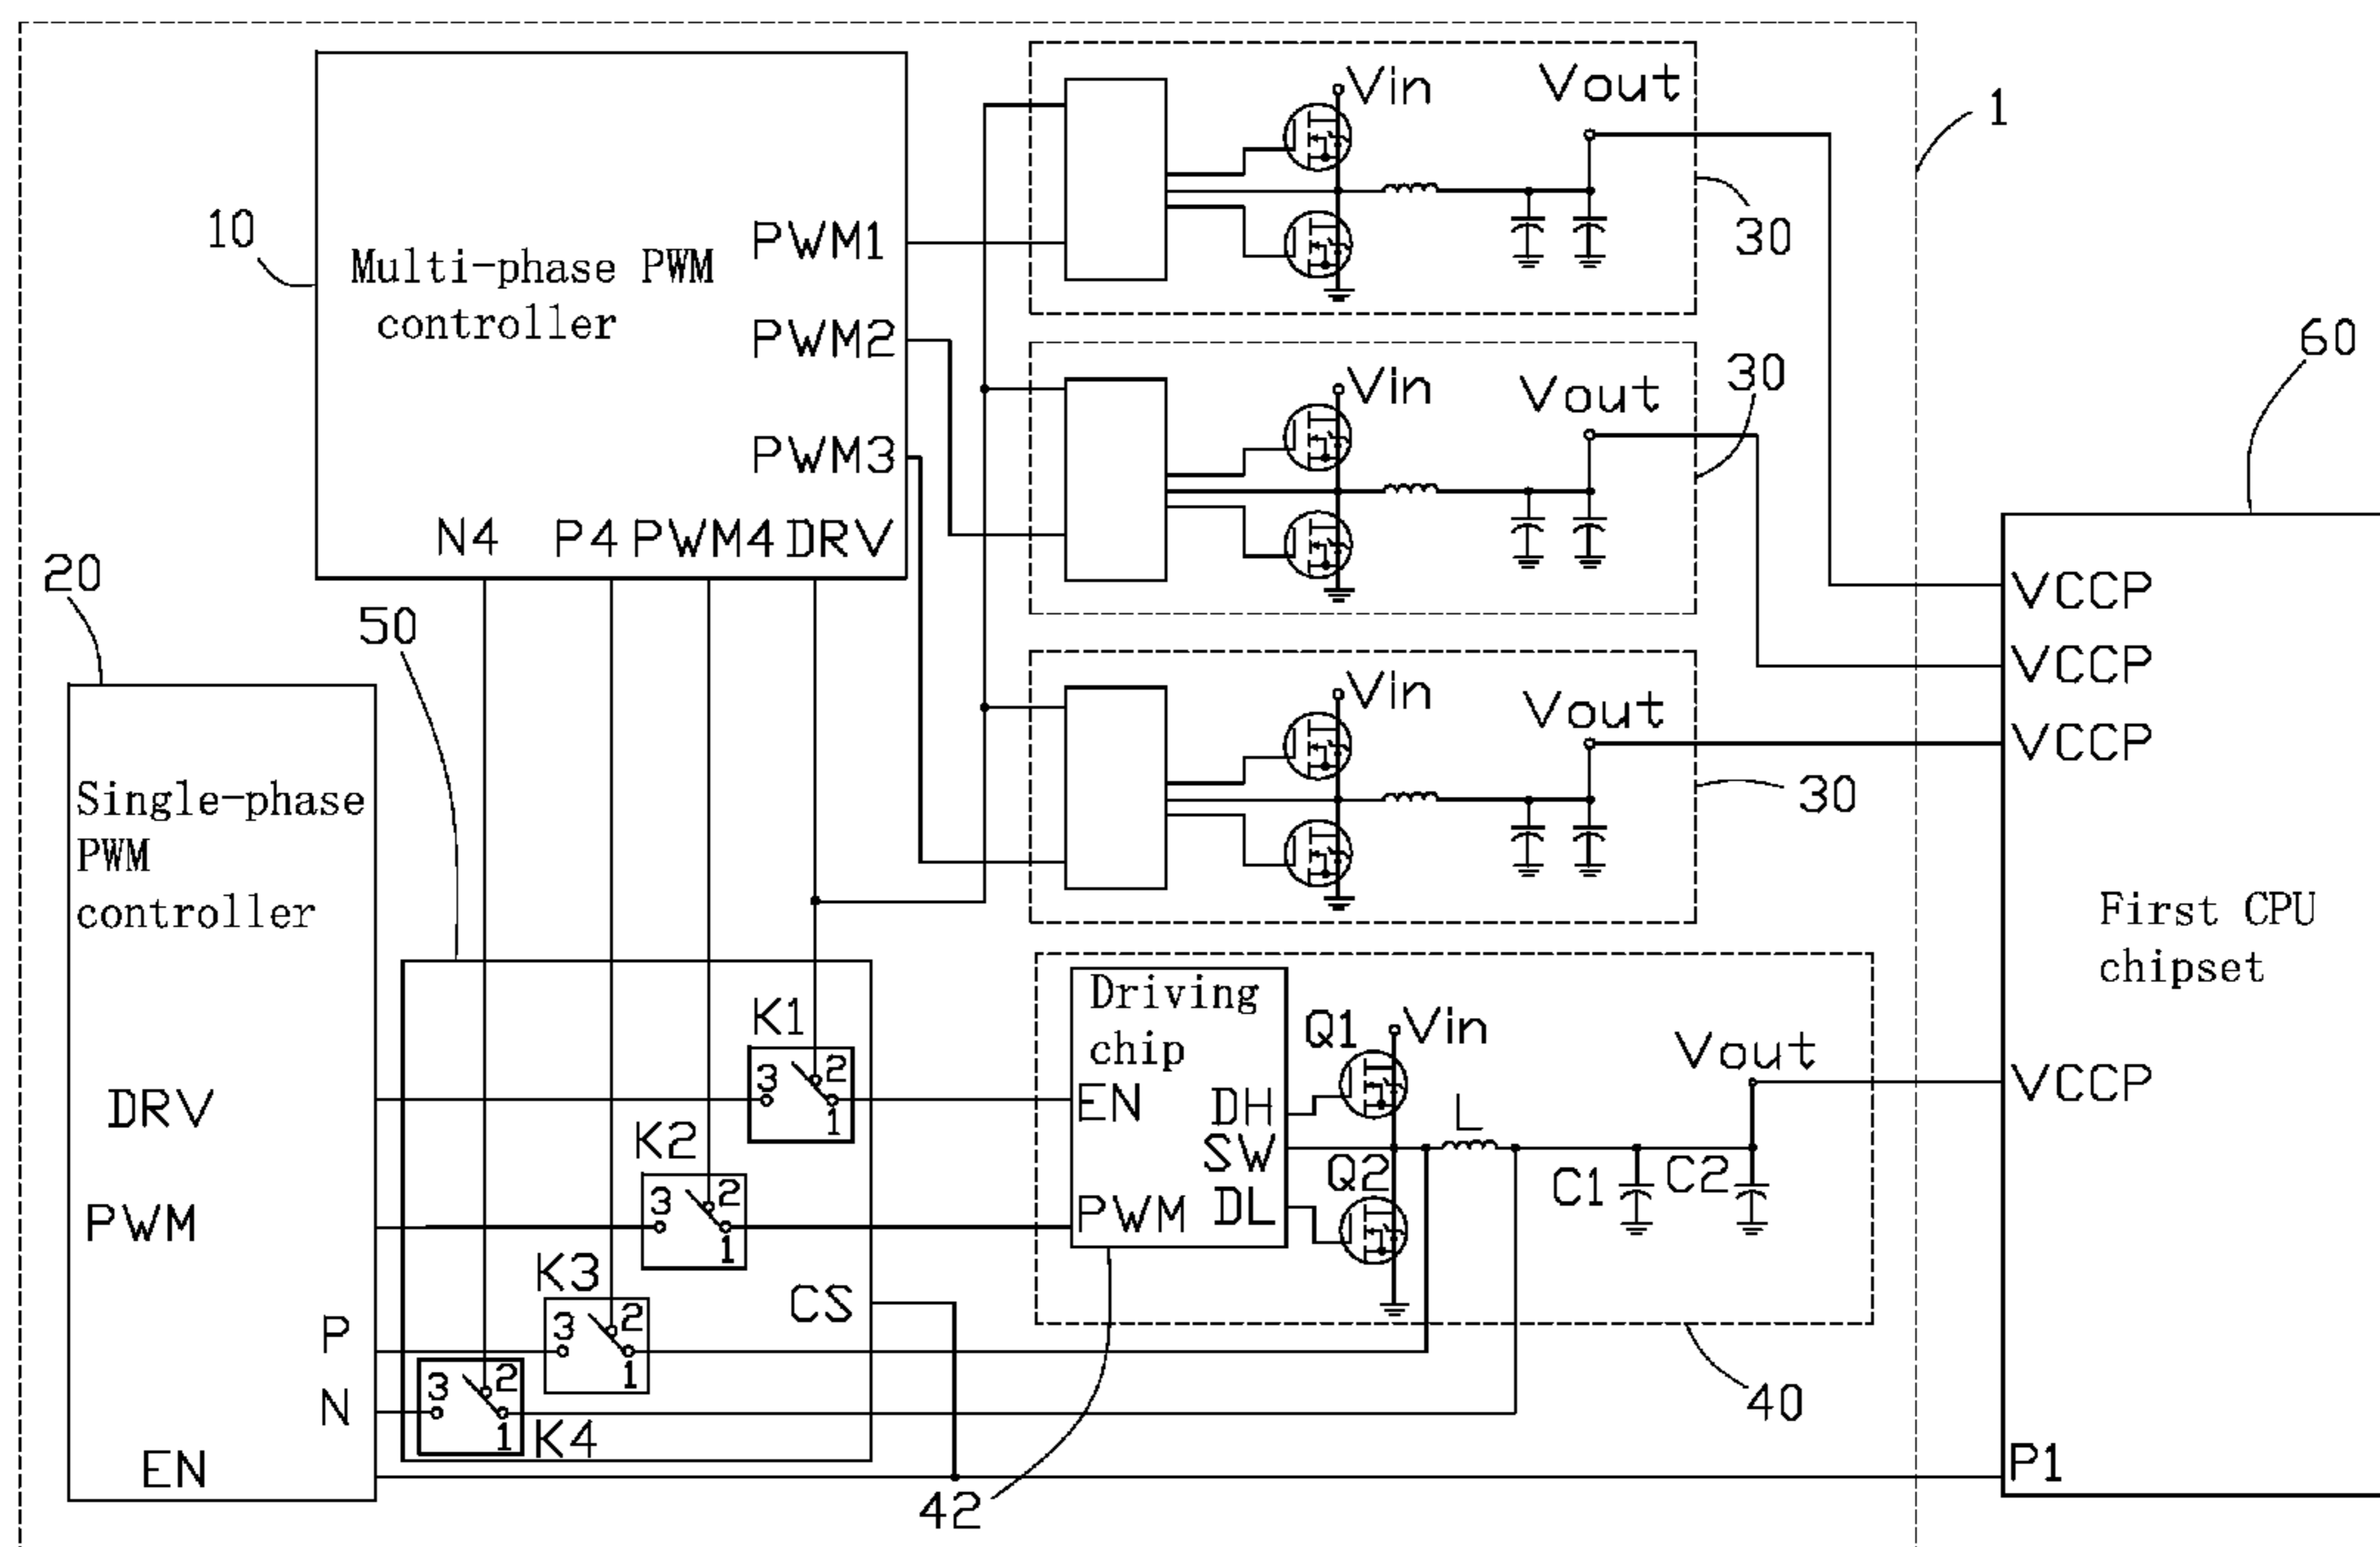 1
10
Multi-phase PWM
controller
PWM1
PWM2
PWM3
N4 P4 PWM4 DRV
Vin
Vout
30
Vin
Vout
30
Vin
Vout
30
60
VCCP
VCCP
VCCP
VCCP
First CPU
chipset
P1
20
Single-phase
PWM
controller
DRV
PWM
P
N
EN
50
K1
3 2
1
K2
3 2
1
K3
3 2
1
3 2
1
K4
CS
Driving
chip
EN
PWM
DH
SW
DL
42
Q1
Vin
Q2
L
C1
C2
Vout
40